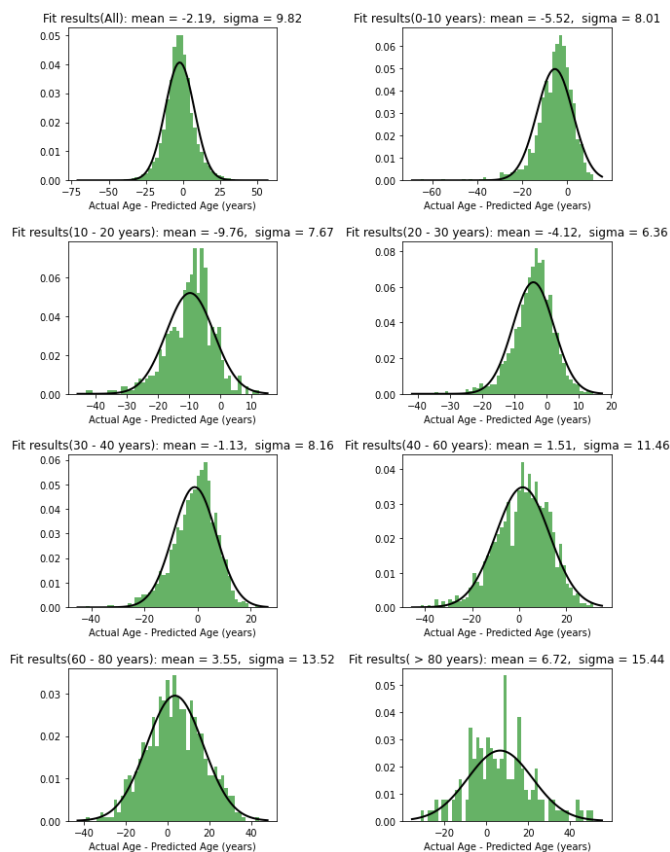 Fit results(All): mean = -2.19,  sigma = 9.82
0.05
0.04
0.03
0.02
0.01
0.00
−75 −50 −25 0 25 50
Actual Age - Predicted Age (years)
Fit results(0-10 years): mean = -5.52,  sigma = 8.01
0.06
0.05
0.04
0.03
0.02
0.01
0.00
−60 −40 −20 0
Actual Age - Predicted Age (years)
Fit results(10 - 20 years): mean = -9.76,  sigma = 7.67
0.06
0.04
0.02
0.00
−40 −30 −20 −10 0 10
Actual Age - Predicted Age (years)
Fit results(20 - 30 years): mean = -4.12,  sigma = 6.36
0.08
0.06
0.04
0.02
0.00
−40 −30 −20 −10 0 10 20
Actual Age - Predicted Age (years)
Fit results(30 - 40 years): mean = -1.13,  sigma = 8.16
0.06
0.05
0.04
0.03
0.02
0.01
0.00
−40 −20 0 20
Actual Age - Predicted Age (years)
Fit results(40 - 60 years): mean = 1.51,  sigma = 11.46
0.04
0.03
0.02
0.01
0.00
−40 −20 0 20
Actual Age - Predicted Age (years)
Fit results(60 - 80 years): mean = 3.55,  sigma = 13.52
0.03
0.02
0.01
0.00
−40 −20 0 20 40
Actual Age - Predicted Age (years)
Fit results( > 80 years): mean = 6.72,  sigma = 15.44
0.05
0.04
0.03
0.02
0.01
0.00
−20 0 20 40
Actual Age - Predicted Age (years)